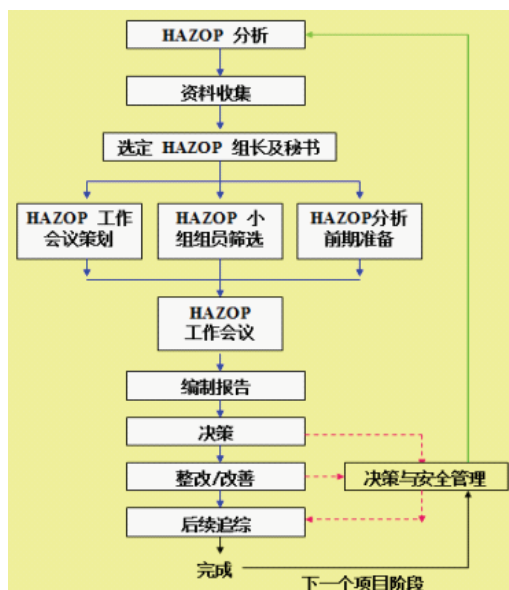 HAZOP 分析
资料收集
选定 HAZOP 组长及秘书
HAZOP 工作
会议策划
HAZOP 小
组组员筛选
HAZOP分析
前期准备
HAZOP
工作会议
编制报告
决策
整改/改善
决策与安全管理
后续追综
完成
下一个项目阶段